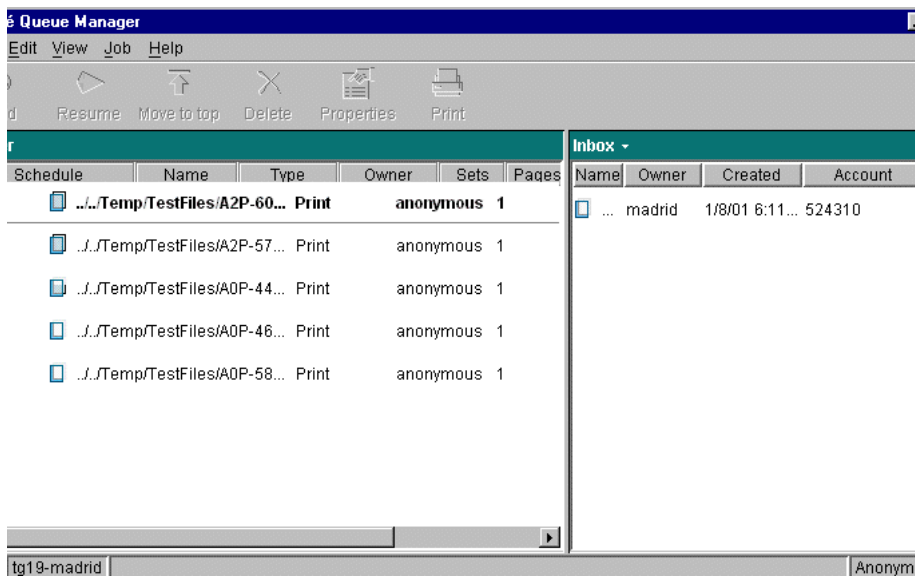 é Queue Manager
Edit View Job Help
d Resume Move to top Delete Properties Print
r
Schedule Name Type Owner Sets Pages
../../Temp/TestFiles/A2P-60... Print anonymous 1
../../Temp/TestFiles/A2P-57... Print anonymous 1
../../Temp/TestFiles/A0P-44... Print anonymous 1
../../Temp/TestFiles/A0P-46... Print anonymous 1
../../Temp/TestFiles/A0P-58... Print anonymous 1
Inbox
Name Owner Created Account
... madrid 1/8/01 6:11... 524310
tg19-madrid
Anonym